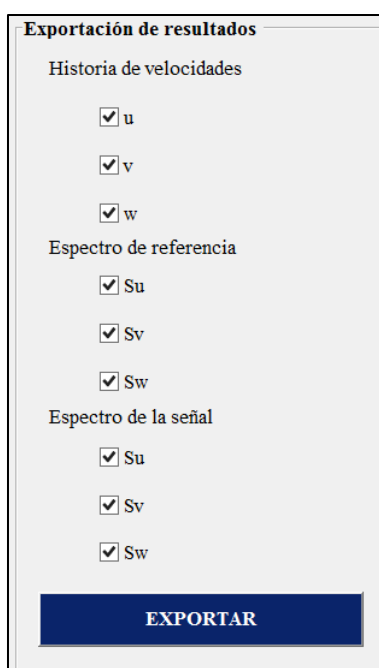 Exportación de resultados
Historia de velocidades
u
v
w
Espectro de referencia
Su
Sv
Sw
Espectro de la señal
Su
Sv
Sw
EXPORTAR